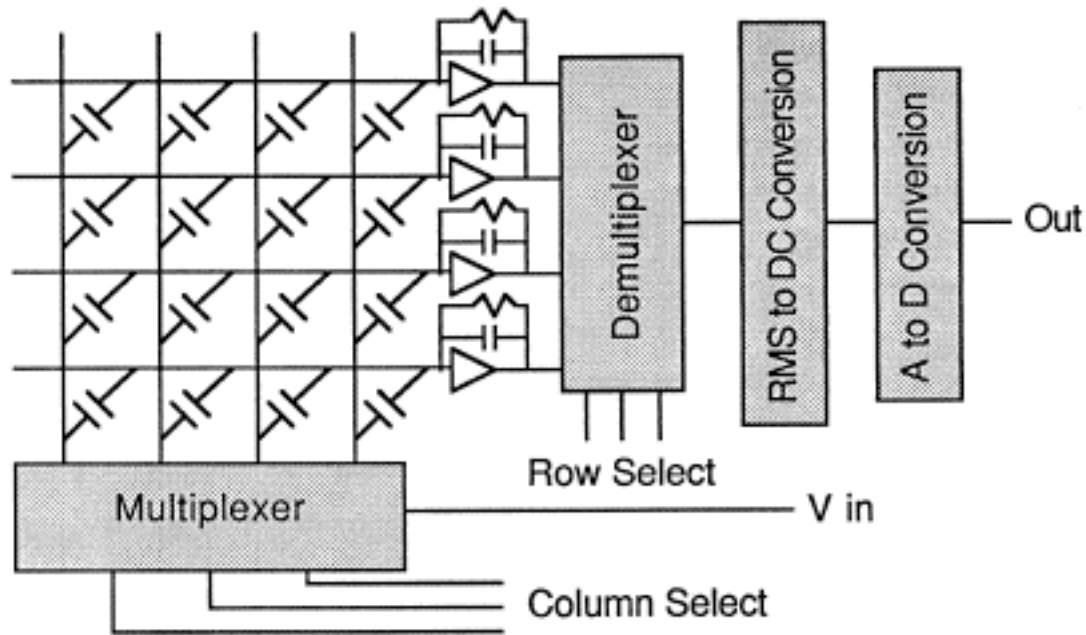 Demultiplexer
RMS to DC Conversion
A to D Conversion
Out
Row Select
Multiplexer
V in
Column Select